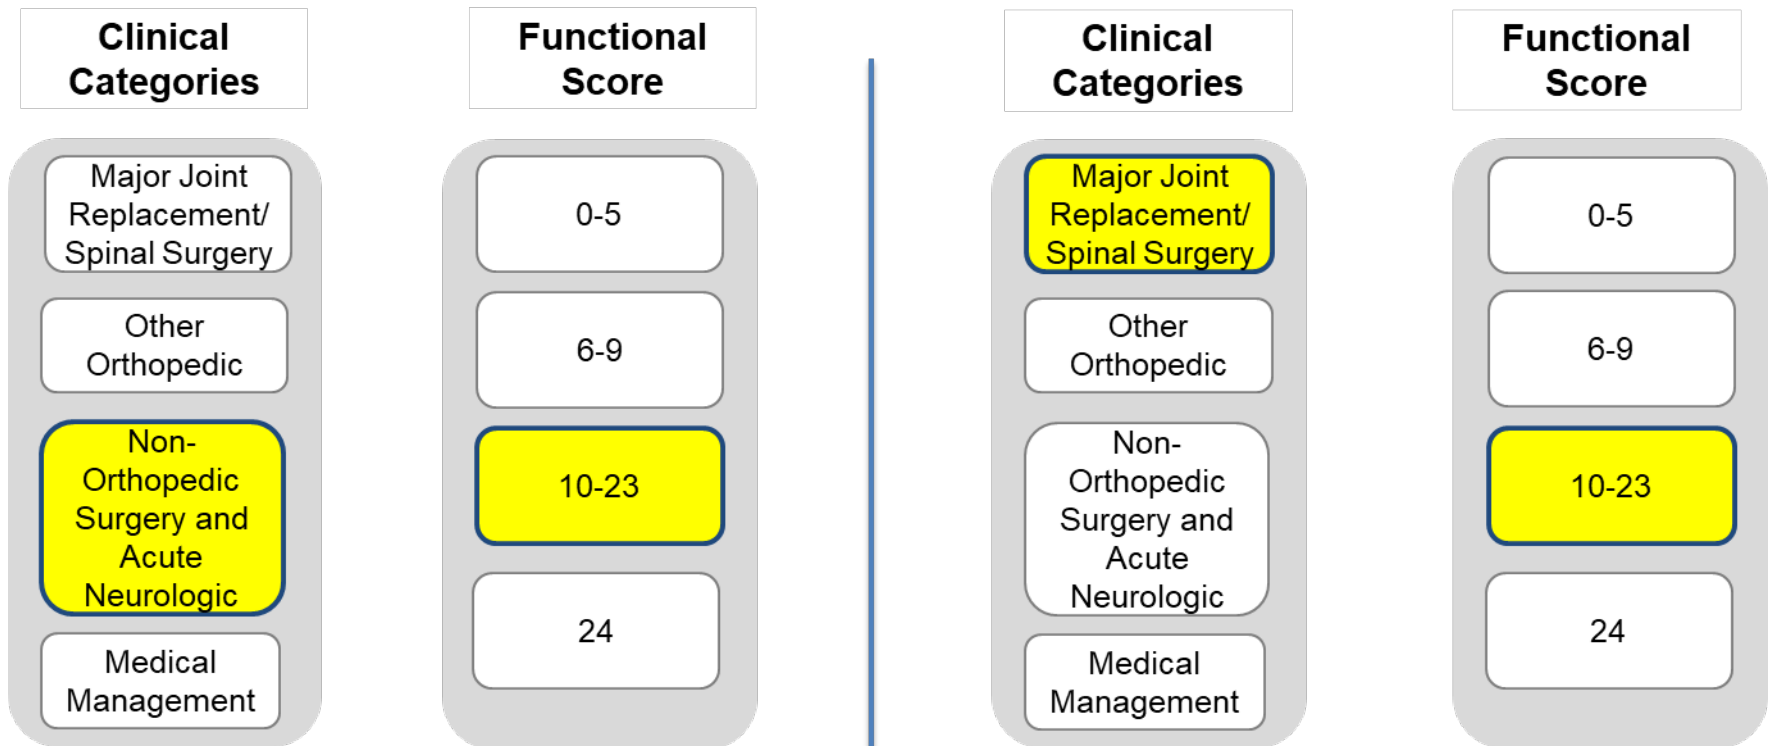 Clinical
Categories
Functional
Score
Major Joint
Replacement/
Spinal Surgery
0-5
Other
Orthopedic
6-9
Non-
Orthopedic
Surgery and
Acute
Neurologic
10-23
Medical
Management
24
Clinical
Categories
Functional
Score
Major Joint
Replacement/
Spinal Surgery
0-5
Other
Orthopedic
6-9
Non-
Orthopedic
Surgery and
Acute
Neurologic
10-23
Medical
Management
24